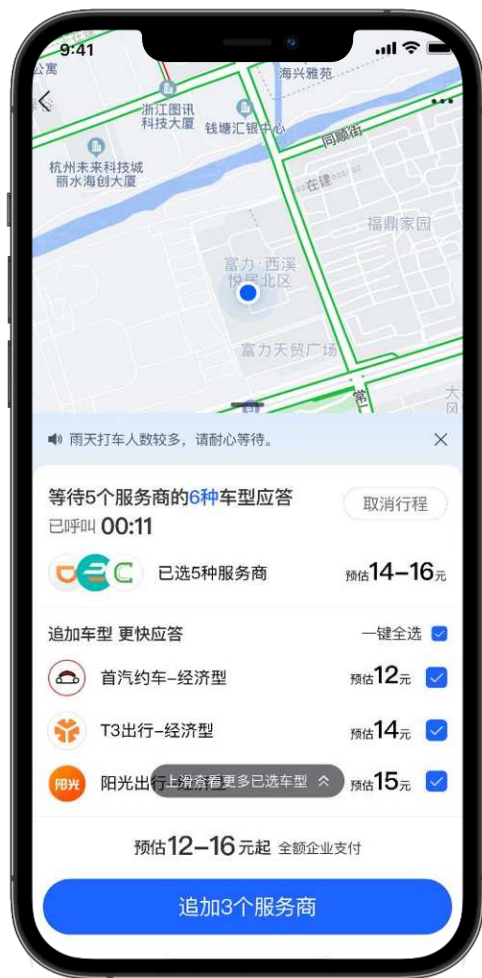 9:41
公寓
海兴雅苑
浙江图讯
科技大厦
钱塘汇银中心
同顺街
杭州未来科技城
丽水海创大厦
在建
福鼎家园
富力·西溪
悦居北区
富力天贸广场
常
大
风
雨天打车人数较多，请耐心等待。
等待5个服务商的6种车型应答
取消行程
已呼叫 00:11
已选5种服务商
预估14–16元
追加车型 更快应答
一键全选
首汽约车–经济型
预估12元
T3出行–经济型
预估14元
阳光
阳光出行–经济型
预估15元
上滑查看更多已选车型
预估12–16元起 全额企业支付
追加3个服务商